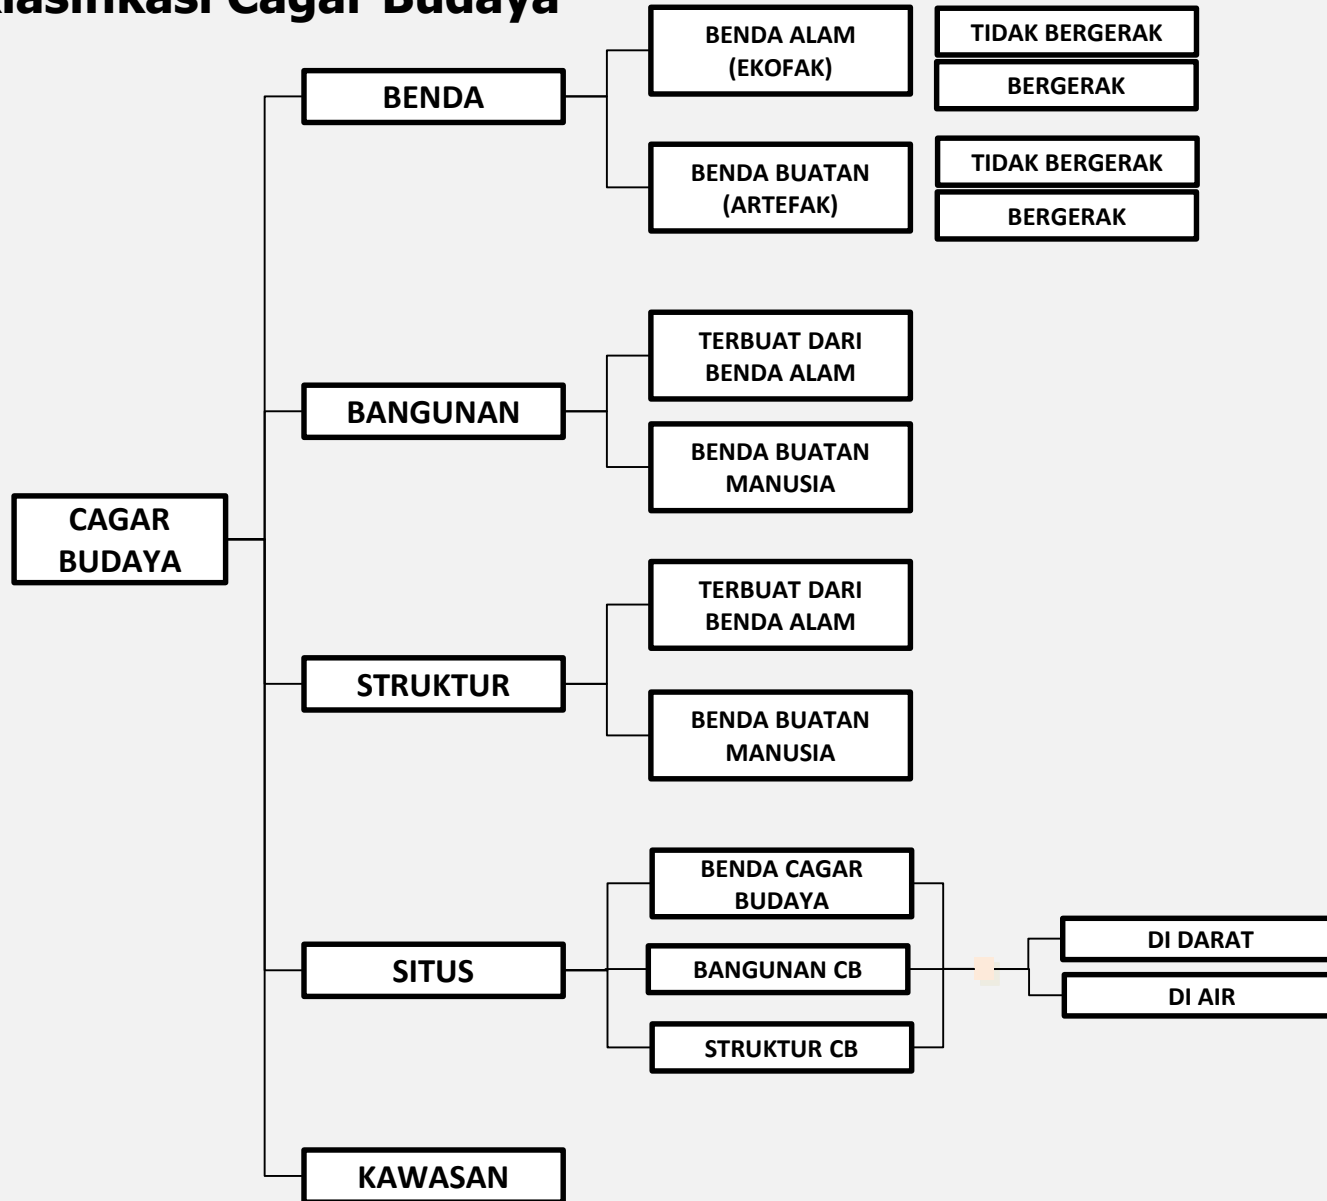 Klasifikasi Cagar Budaya
BENDA ALAM
(EKOFAK)
TIDAK BERGERAK
BERGERAK
BENDA
BENDA BUATAN
(ARTEFAK)
TIDAK BERGERAK
BERGERAK
TERBUAT DARI
BENDA ALAM
BANGUNAN
BENDA BUATAN
MANUSIA
CAGAR
BUDAYA
TERBUAT DARI
BENDA ALAM
STRUKTUR
BENDA BUATAN
MANUSIA
BENDA CAGAR
BUDAYA
SITUS
BANGUNAN CB
STRUKTUR CB
DI DARAT
DI AIR
KAWASAN